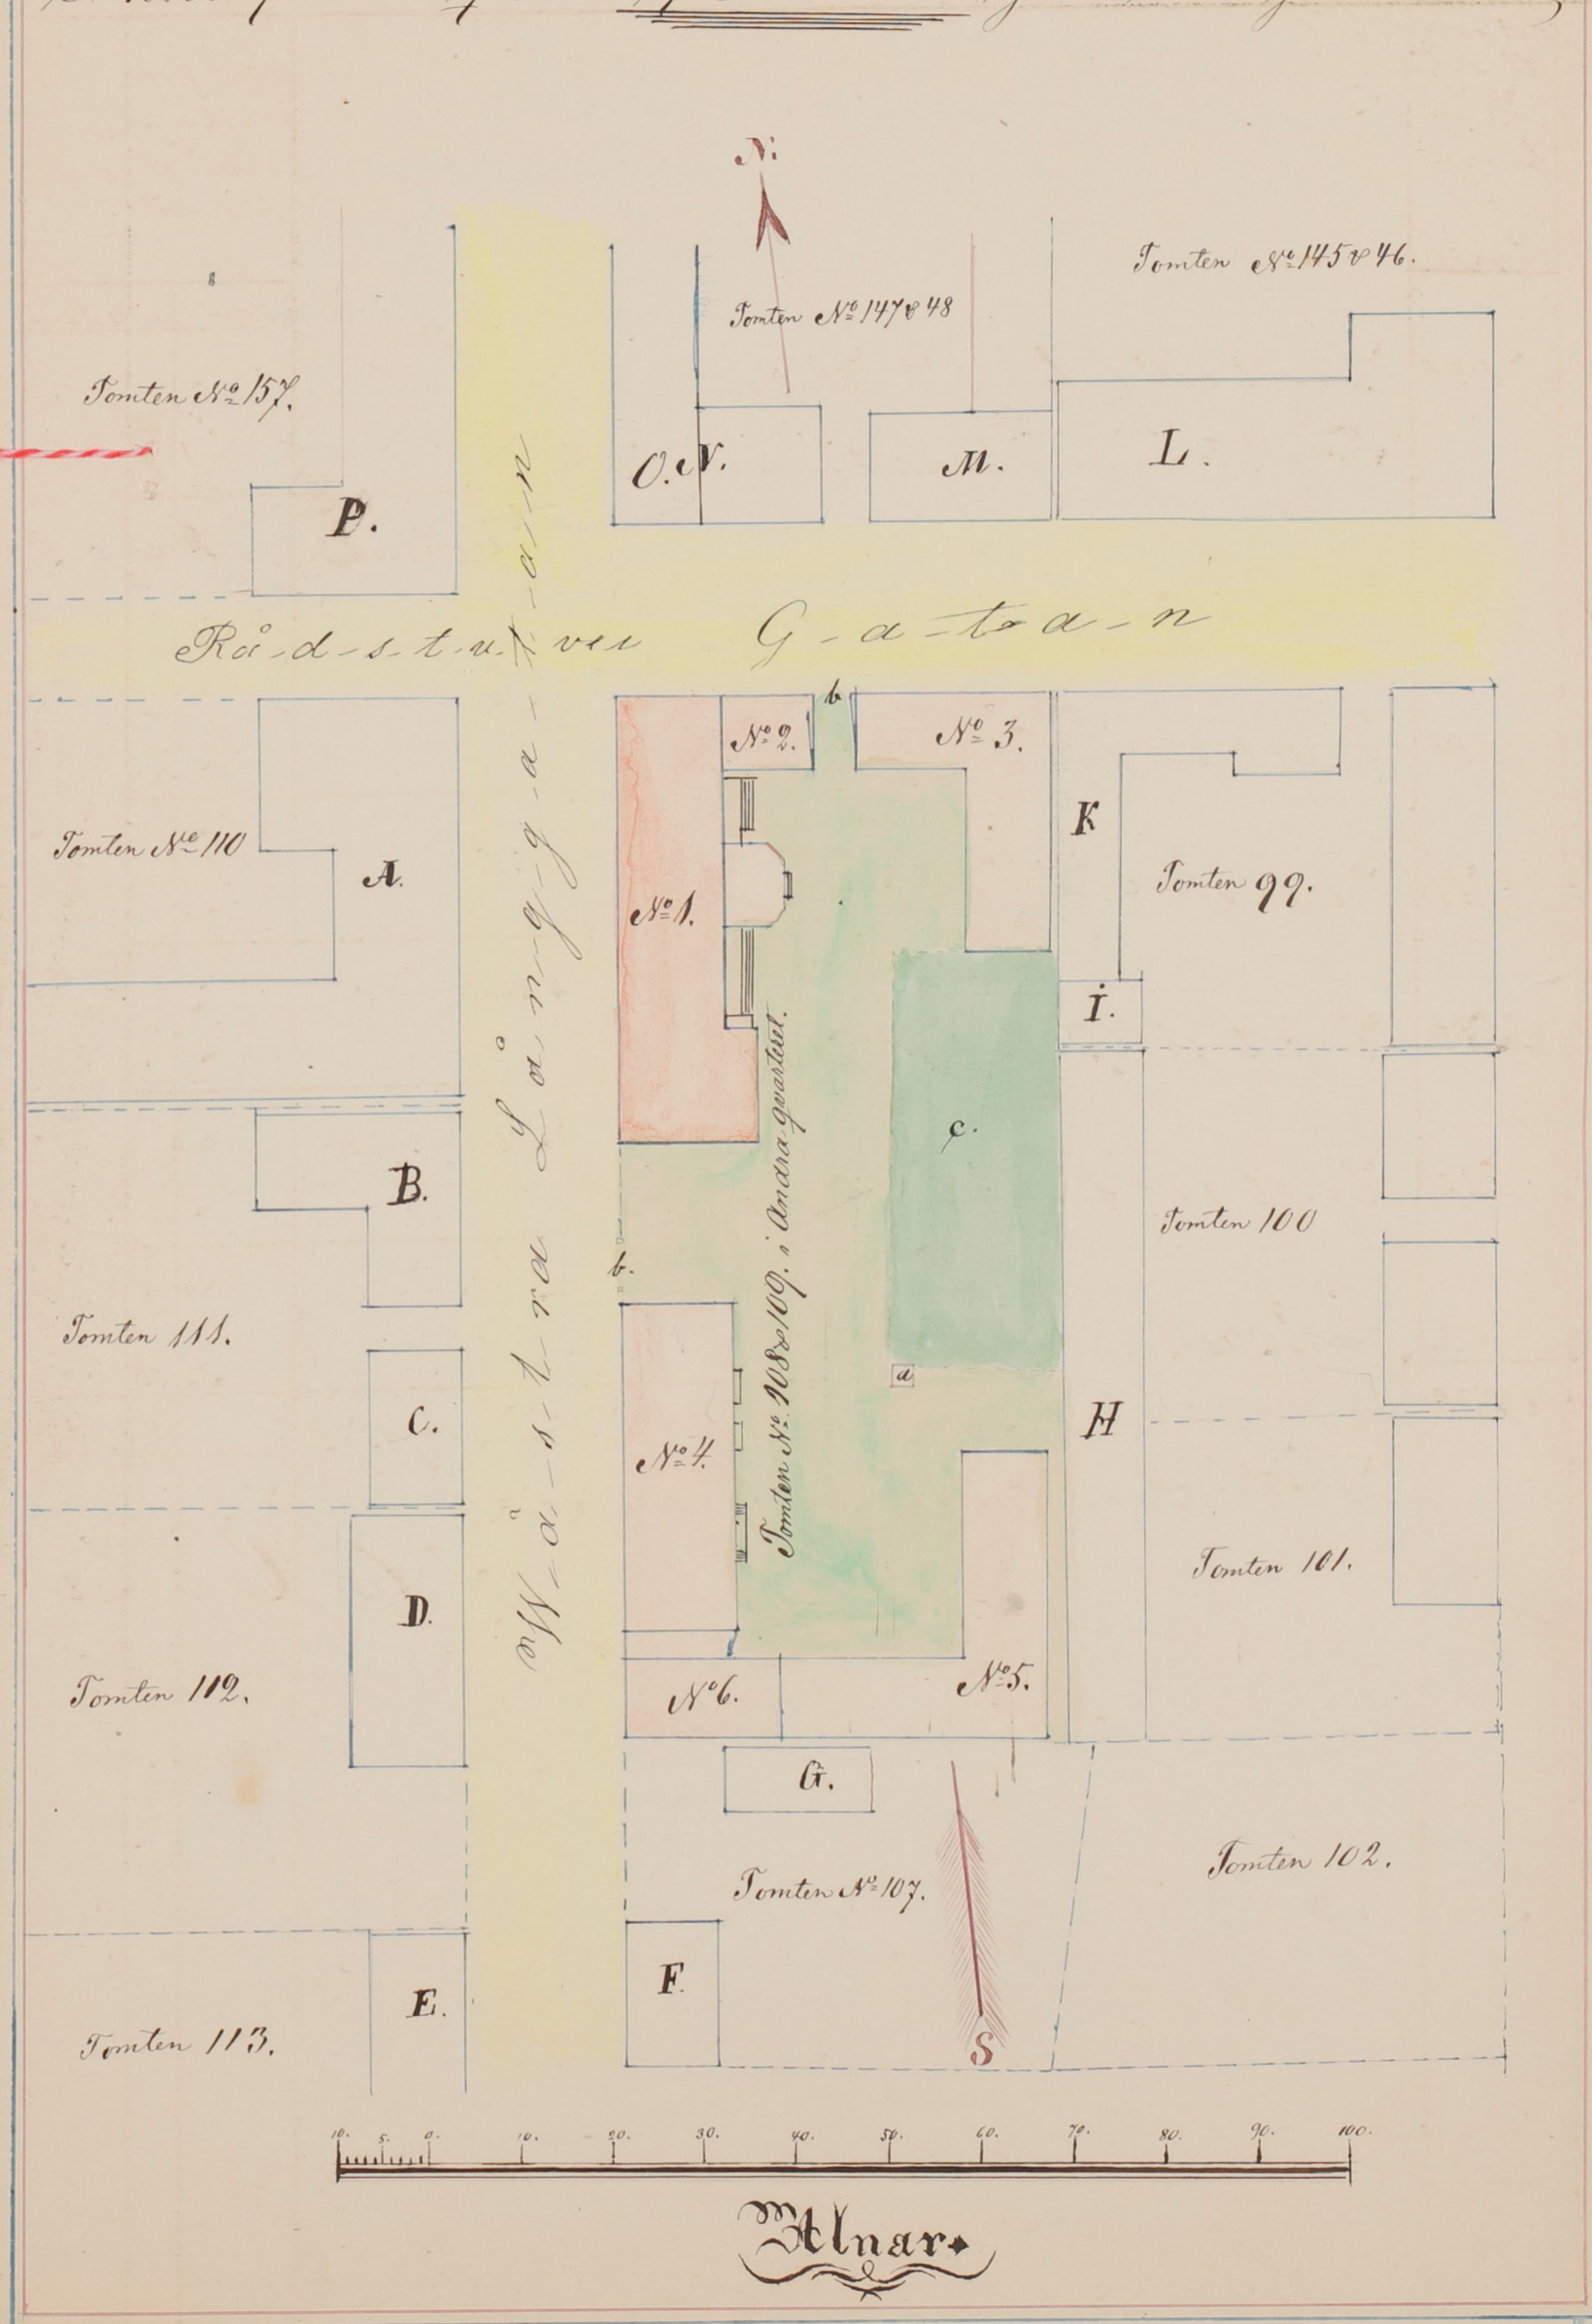 N.
Tomten No 145 & 46.
Tomten No 147 & 48
Tomten No 157.
O. N. M. L.
P.
Rådstuvu Gatan
b
No 2. No 3.
K
Tomten No 110
A.
No 1.
Tomten 99.
I.
Wästra Långgatan
Tomten No 108 & 109. i Andra qvarteret.
c.
B.
b.
Tomten 100
Tomten 111.
a
C.
H
No 4.
Tomten 101.
D.
Tomten 112.
No 6. No 5.
G.
Tomten No 107.
Tomten 102.
F.
E.
Tomten 113.
S
10. 5. 0. 10. 20. 30. 40. 50. 60. 70. 80. 90. 100.
Alnar.